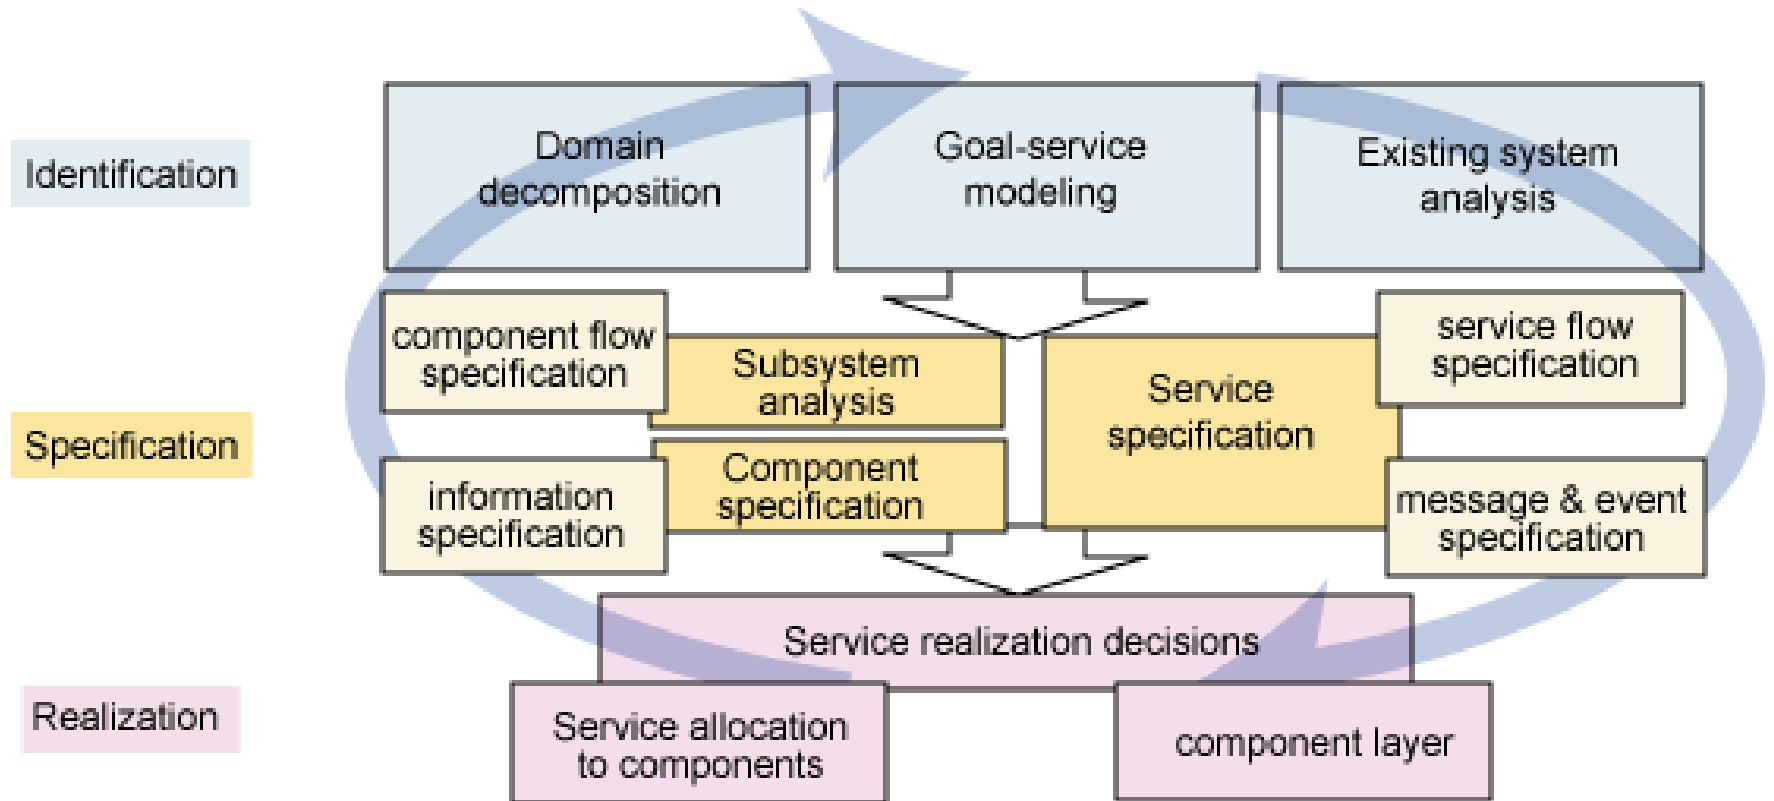 Identification
Domain
decomposition
Goal-service
modeling
Existing system
analysis
Specification
component flow
specification
Subsystem
analysis
Service
specification
service flow
specification
information
specification
Component
specification
message & event
specification
Realization
Service realization decisions
Service allocation
to components
component layer